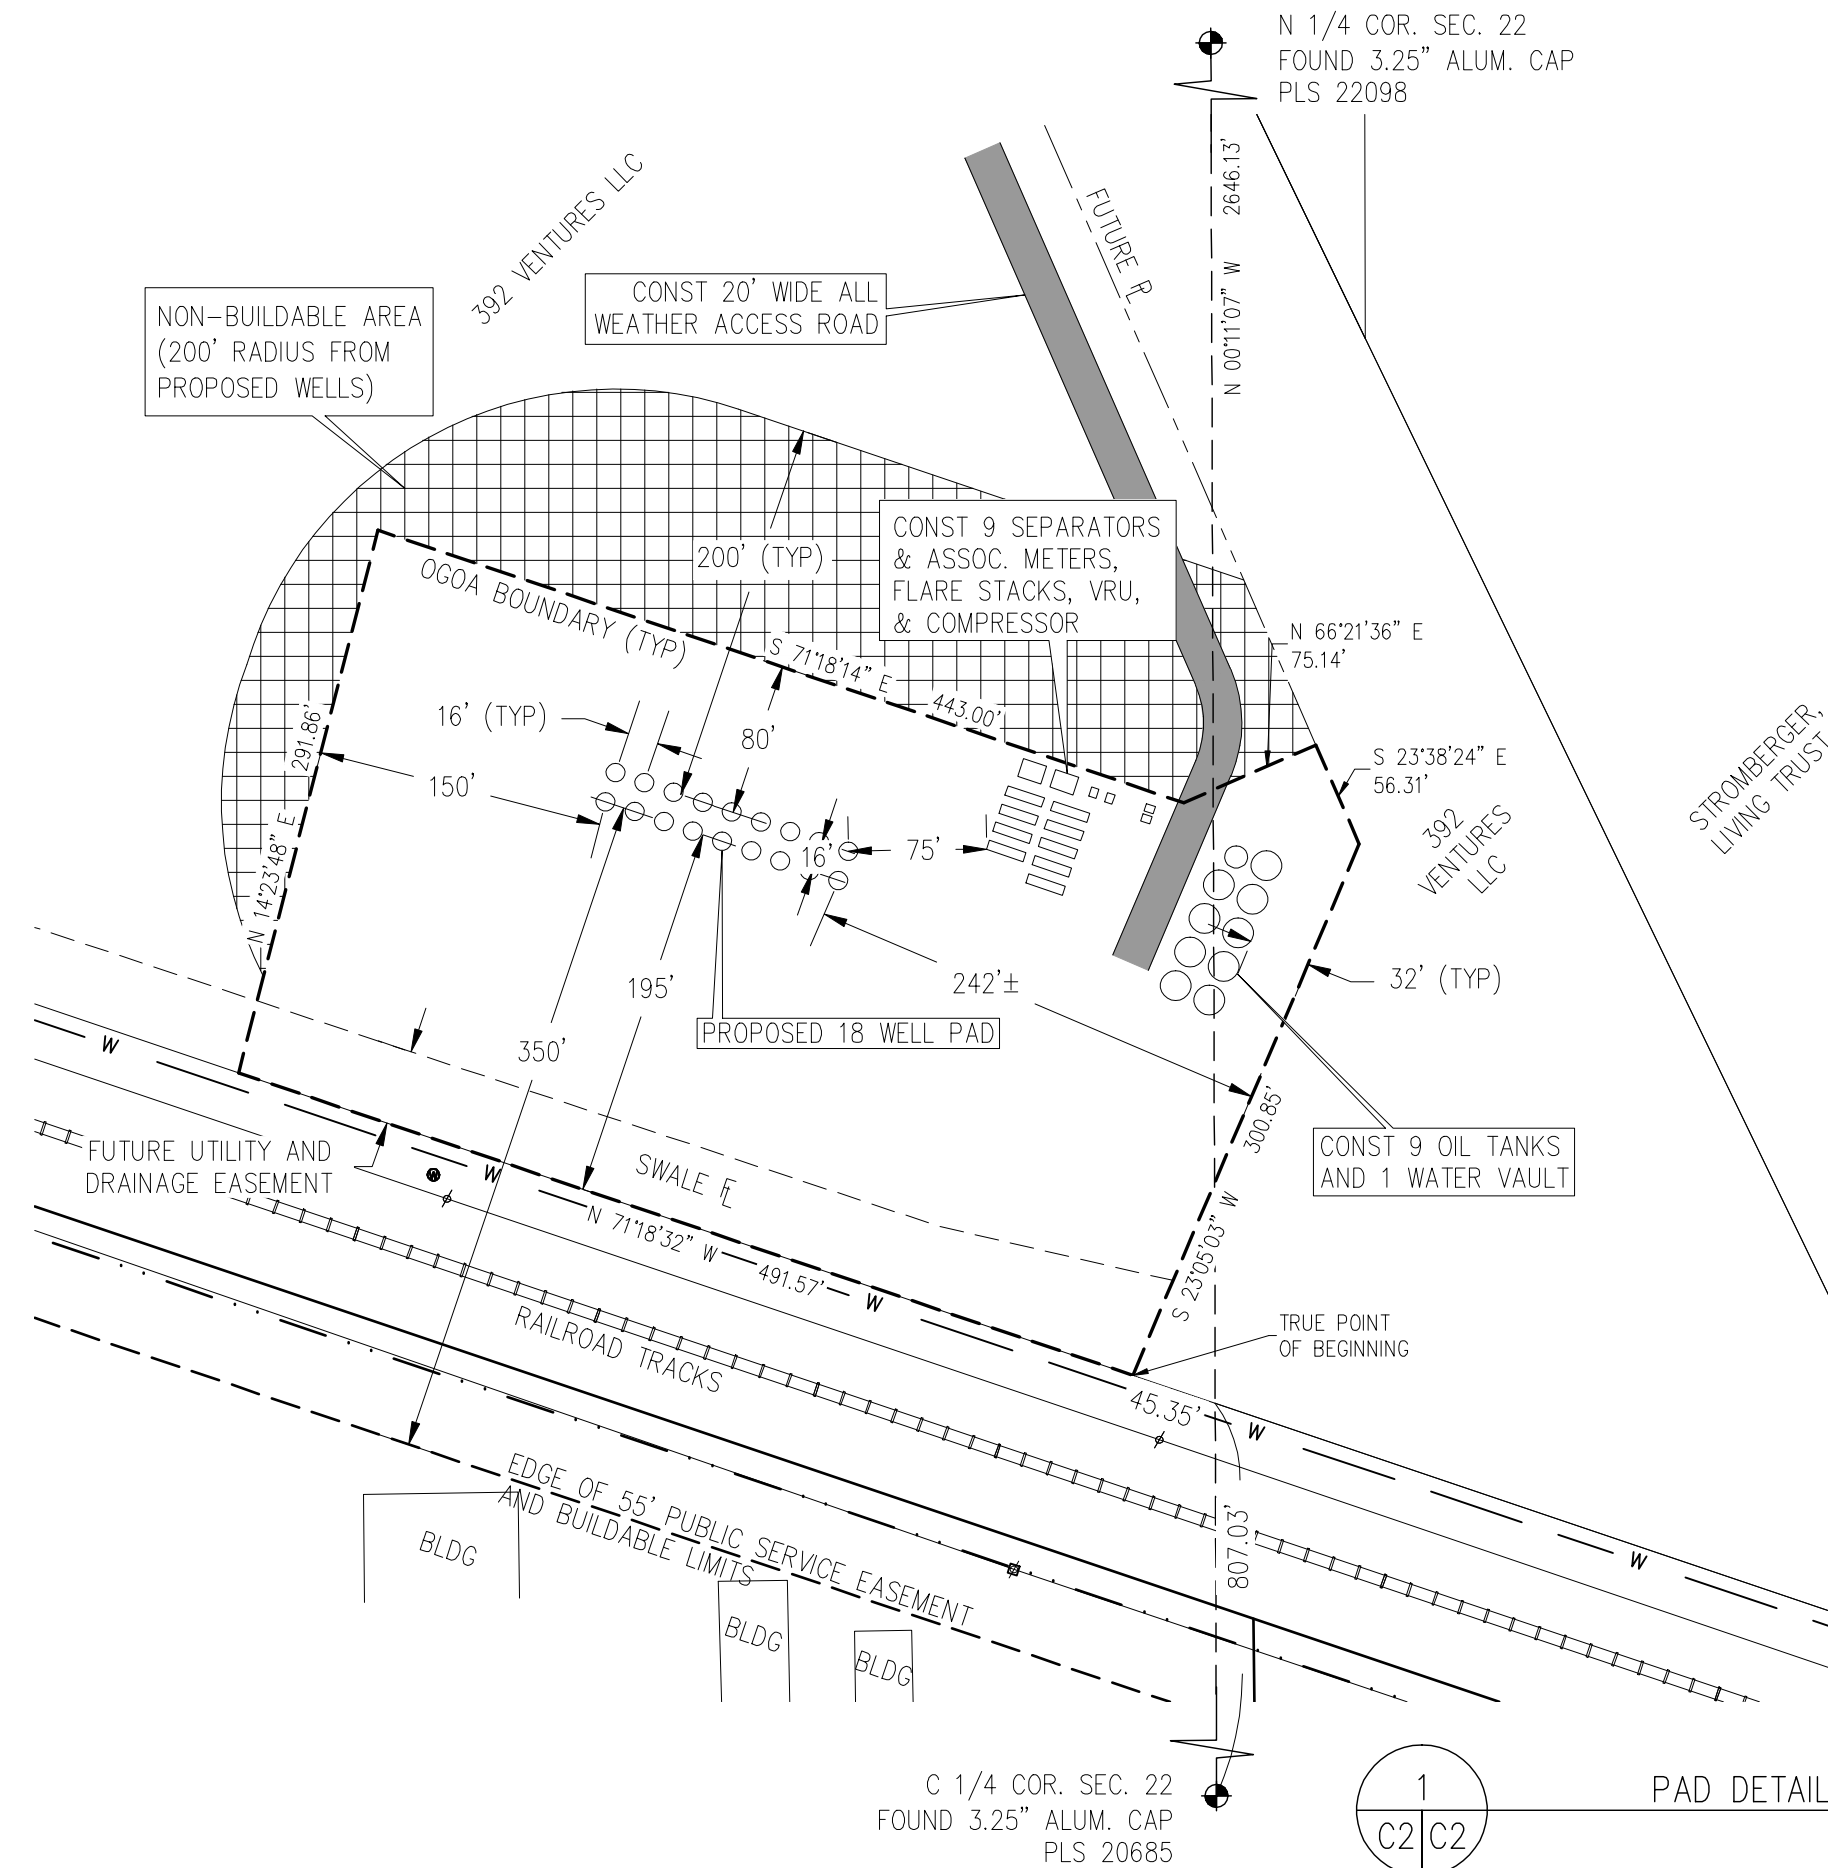 N 1/4 COR. SEC. 22
FOUND 3.25" ALUM. CAP
PLS 22098
2646.13'
N 00°11'07" W
FUTURE PL
392 VENTURES LLC
CONST 20' WIDE ALL
WEATHER ACCESS ROAD
NON-BUILDABLE AREA
(200' RADIUS FROM
PROPOSED WELLS)
CONST 9 SEPARATORS
& ASSOC. METERS,
FLARE STACKS, VRU,
& COMPRESSOR
200' (TYP)
OGOA BOUNDARY (TYP)
S 71°18'14" E
443.00'
N 66°21'36" E
75.14'
S 23°38'24" E
56.31'
392
VENTURES
LLC
STROMBERGER,
LIVING TRUST
16' (TYP)
80'
150'
291.86'
N 14°23'48" E
16'
75'
195'
242'±
32' (TYP)
350'
PROPOSED 18 WELL PAD
W
FUTURE UTILITY AND
DRAINAGE EASEMENT
W
W
SWALE FL
300.85'
S 23°05'03" W
CONST 9 OIL TANKS
AND 1 WATER VAULT
N 71°18'32" W
491.57'
W
RAILROAD TRACKS
TRUE POINT
OF BEGINNING
45.35'
W
EDGE OF 55' PUBLIC SERVICE EASEMENT
AND BUILDABLE LIMITS
807.03'
W
BLDG
BLDG
BLDG
C 1/4 COR. SEC. 22
FOUND 3.25" ALUM. CAP
PLS 20685
1
C2 C2
PAD DETAIL